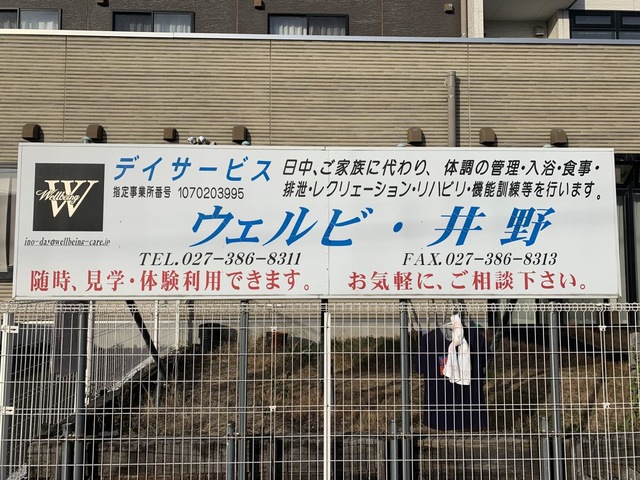 Wellbeing
W
デイサービス
指定事業所番号 1070203995
日中、ご家族に代わり、体調の管理・入浴・食事・
排泄・レクリェーション・リハビリ・機能訓練等を行います。
ino-day@wellbeing-care.jp
ウェルビ・井野
TEL.027-386-8311
FAX.027-386-8313
随時、見学・体験利用できます。
お気軽に、ご相談下さい。